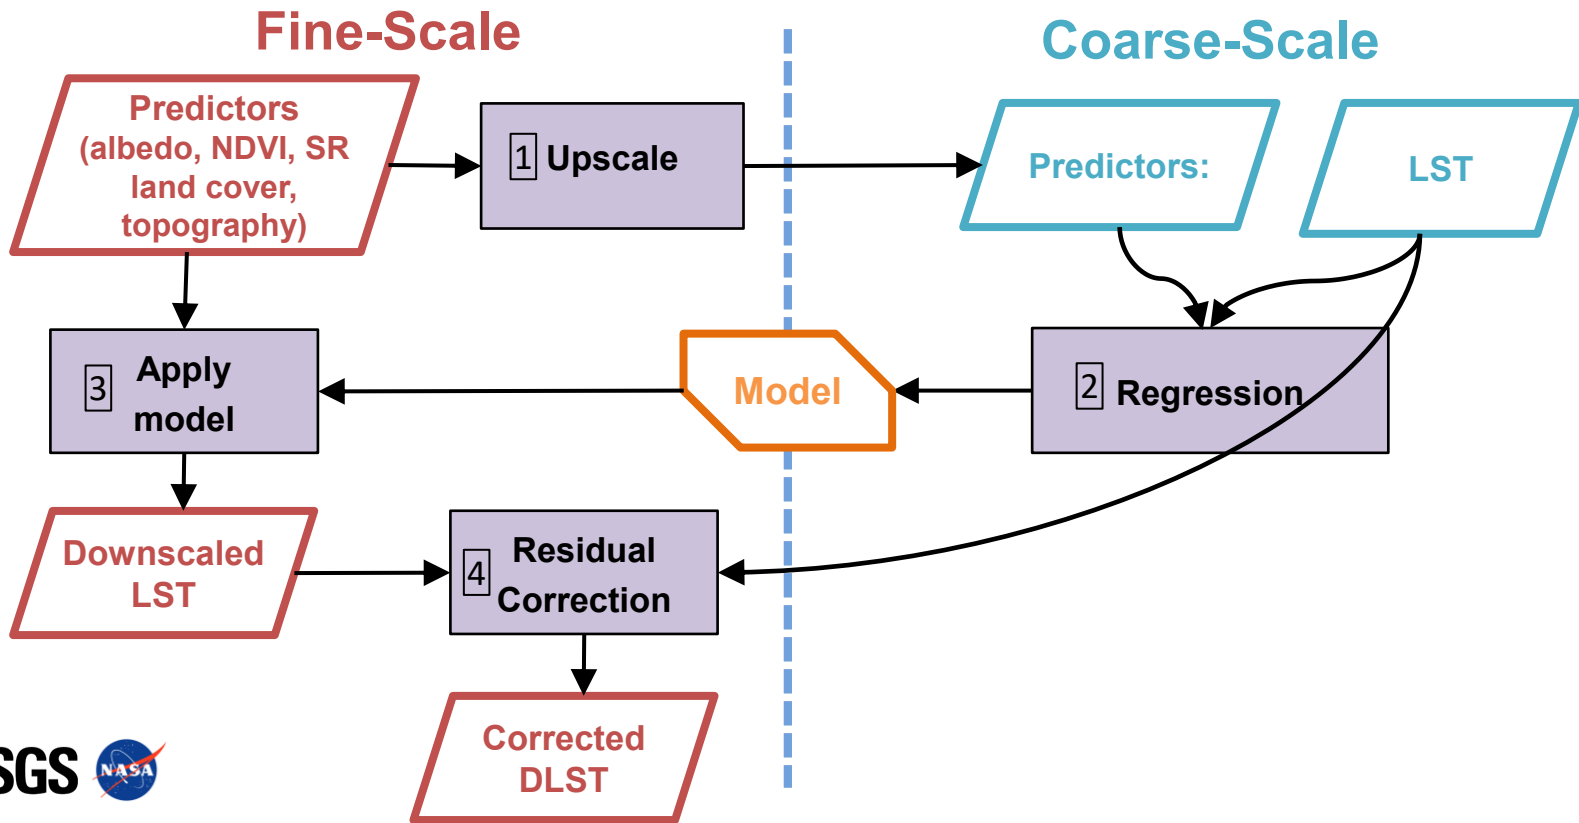 Fine-Scale
Coarse-Scale
Predictors
(albedo, NDVI, SR
land cover,
topography)
1 Upscale
Predictors:
LST
3 Apply
model
Model
2 Regression
Downscaled
LST
4 Residual
Correction
Corrected
DLST
SGS
NASA